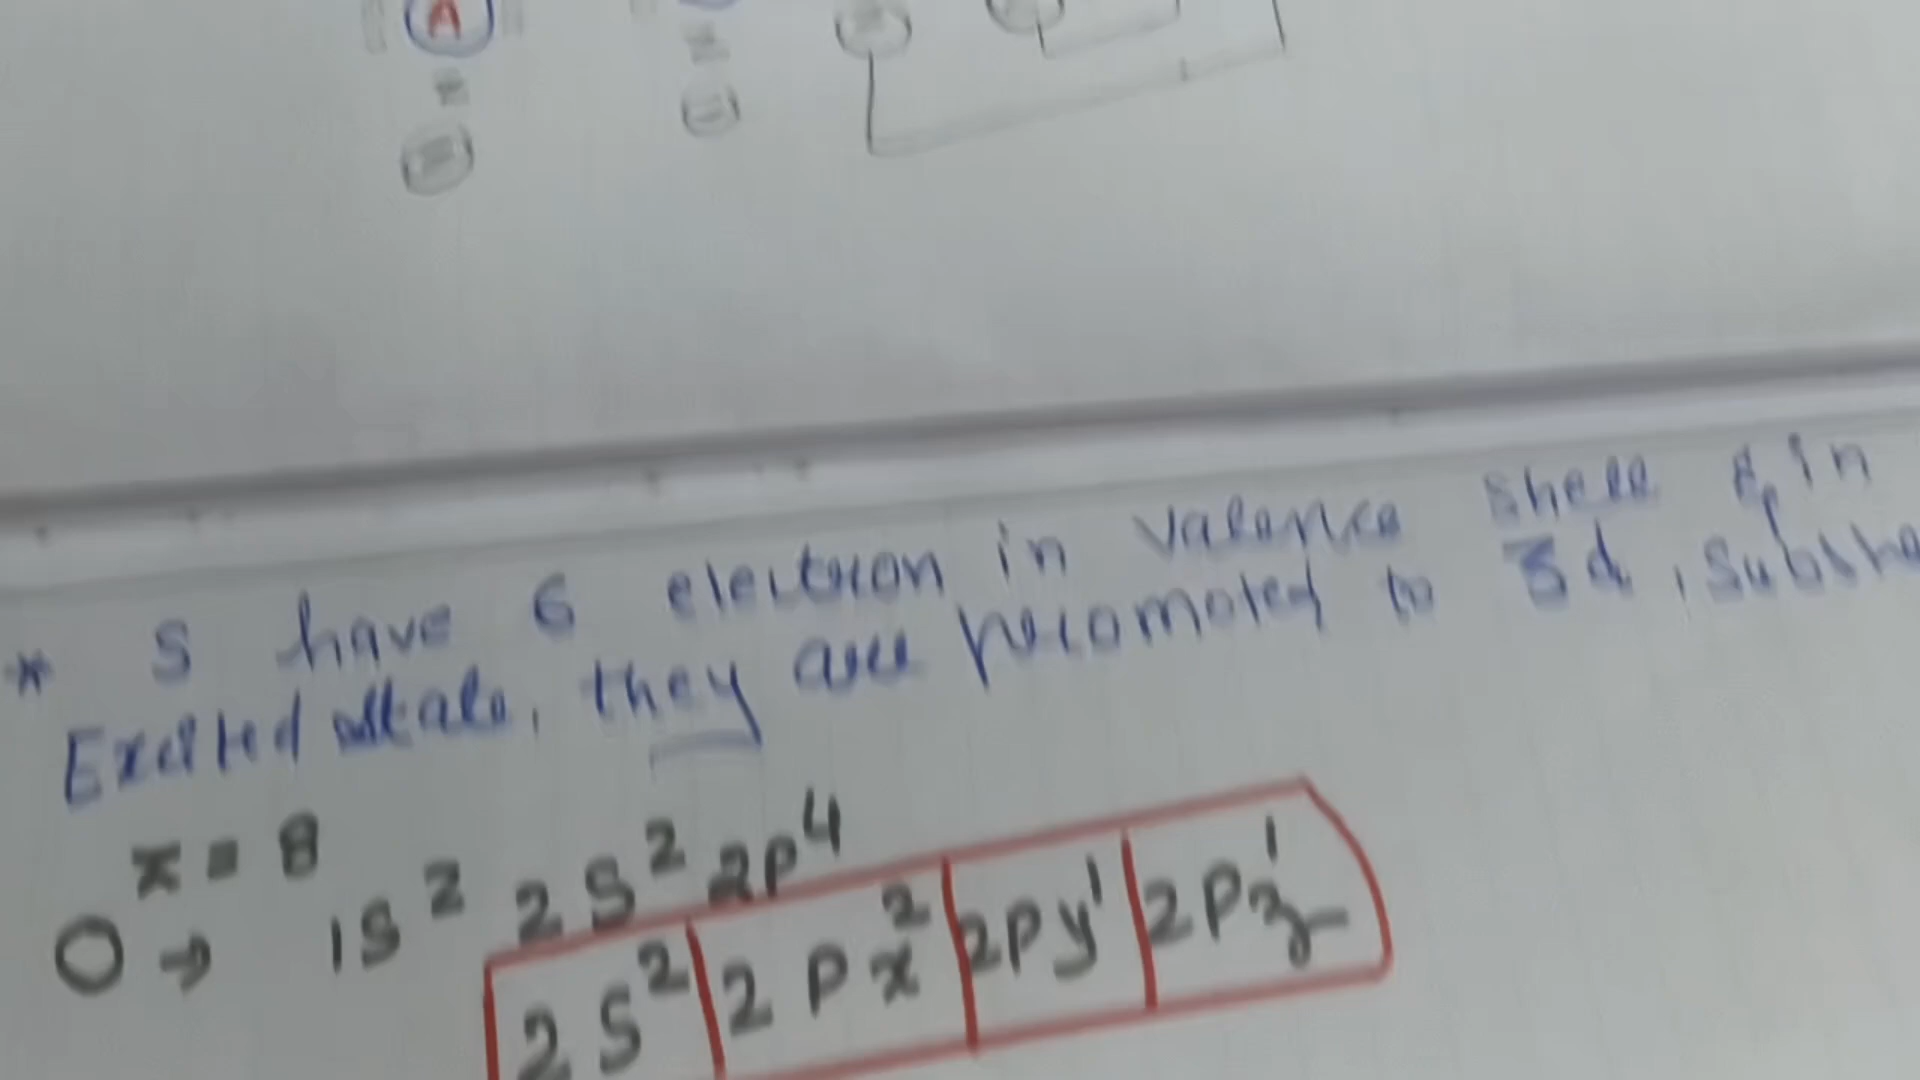 A
* S have 6 electron in valence shell & in
Excited state, they are promoted to 3d, Subshe
x = 8
O → 1S² 2S² 2P⁴
2S² 2Px² 2Py¹ 2Pz¹